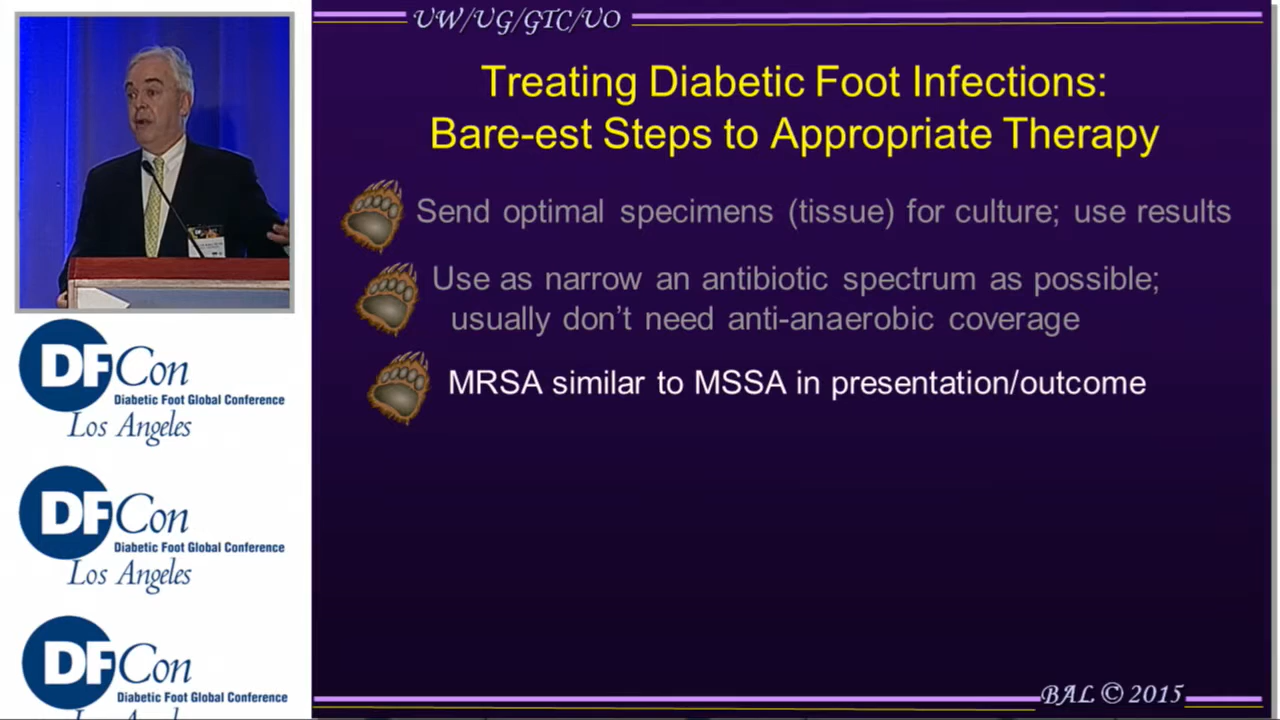 UW/UG/GTC/UO
Treating Diabetic Foot Infections:
Bare-est Steps to Appropriate Therapy
Send optimal specimens (tissue) for culture; use results
Use as narrow an antibiotic spectrum as possible;
usually don't need anti-anaerobic coverage
MRSA similar to MSSA in presentation/outcome
BAL © 2015
DFCon
Diabetic Foot Global Conference
Los Angeles
DFCon
Diabetic Foot Global Conference
Los Angeles
DFCon
Diabetic Foot Global Conference